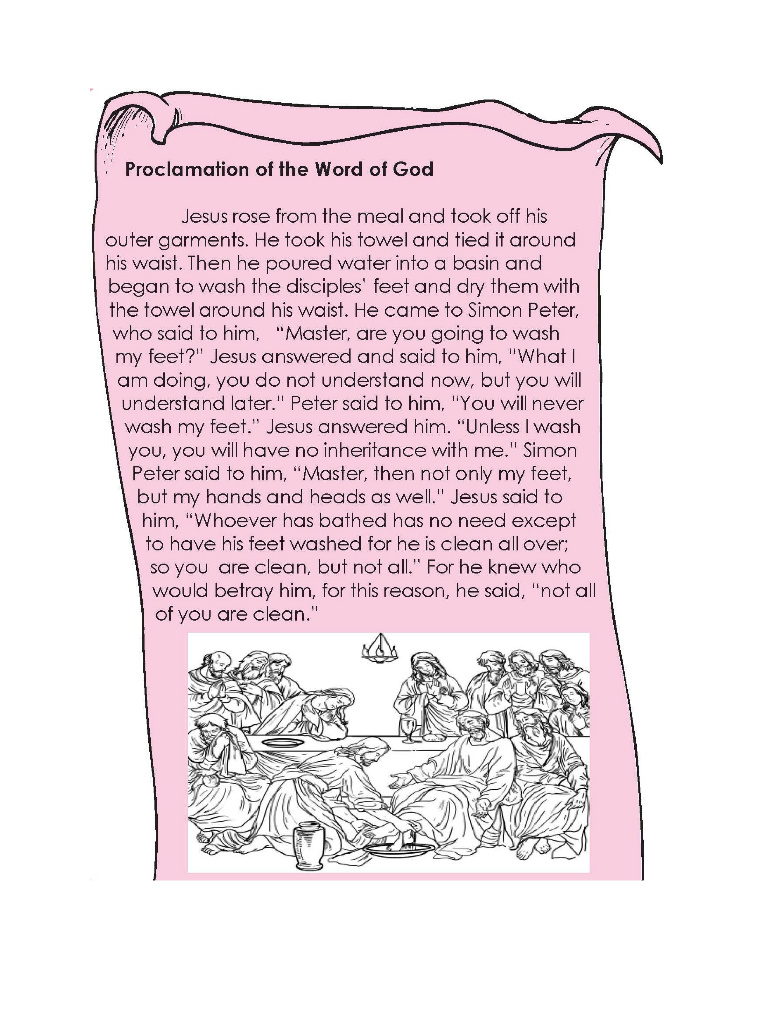 Proclamation of the Word of God
Jesus rose from the meal and took off his
outer garments. He took his towel and tied it around
his waist. Then he poured water into a basin and
began to wash the disciples' feet and dry them with
the towel around his waist. He came to Simon Peter,
who said to him, “Master, are you going to wash
my feet?” Jesus answered and said to him, “What I
am doing, you do not understand now, but you will
understand later.” Peter said to him, “You will never
wash my feet.” Jesus answered him. “Unless I wash
you, you will have no inheritance with me.” Simon
Peter said to him, “Master, then not only my feet,
but my hands and heads as well.” Jesus said to
him, “Whoever has bathed has no need except
to have his feet washed for he is clean all over;
so you are clean, but not all.” For he knew who
would betray him, for this reason, he said, “not all
of you are clean.”